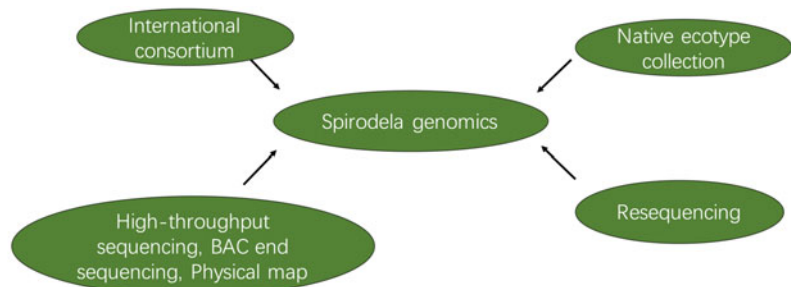 International
consortium
Native ecotype
collection
Spirodela genomics
High-throughput
sequencing, BAC end
sequencing, Physical map
Resequencing